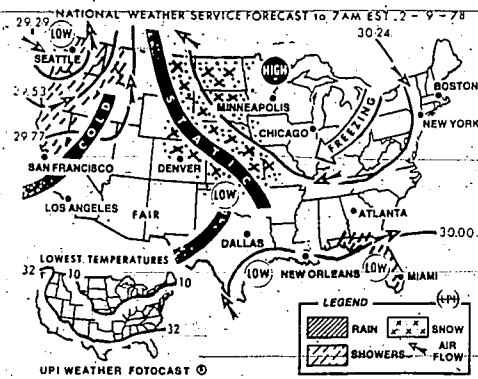 NATIONAL WEATHER SERVICE FORECAST to 7AM EST 2-9-78
29.29
LOW
SEATTLE
30.24
HIGH
MINNEAPOLIS
BOSTON
29.53
COLD
STATIC
FREEZING
NEW YORK
CHICAGO
29.77
SAN FRANCISCO
DENVER
LOW
LOS ANGELES
FAIR
ATLANTA
DALLAS
30.00
LOW
NEW ORLEANS
LOW
MIAMI
LOWEST TEMPERATURES
32
10
10
32
LEGEND
UPI
RAIN
SNOW
SHOWERS
AIR
FLOW
UPI WEATHER FOTOCAST